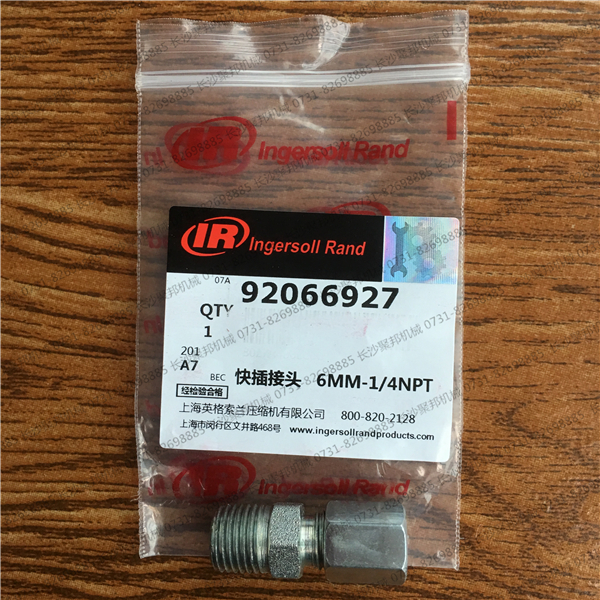 IR Ingersoll Rand
IR Ingersoll Rand
07A
92066927
QTY
1
201
A7
BEC 快插接头 6MM-1/4NPT
经检验合格
上海英格索兰压缩机有限公司 800-820-2128
上海市闵行区文井路468号 www.ingersollrandproducts.com
长沙聚邦机械 0731-82698885